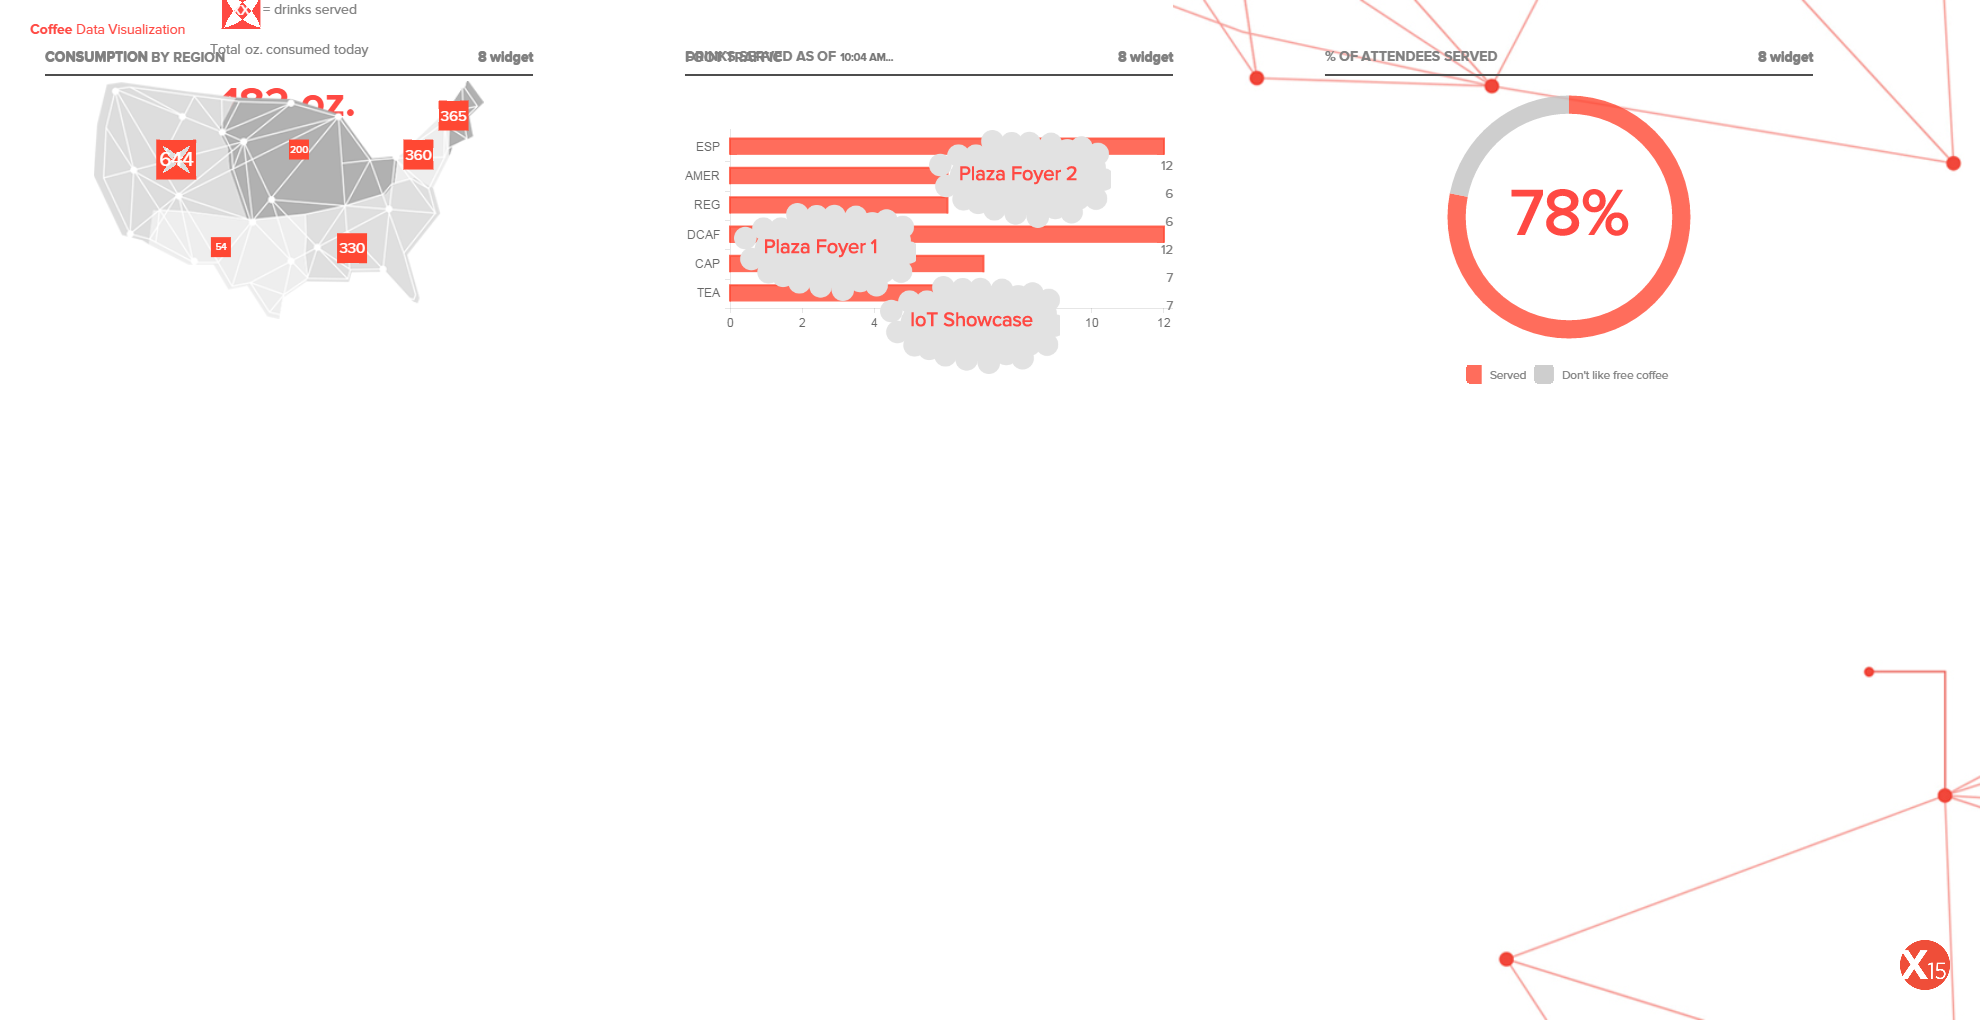 = drinks served
Coffee Data Visualization
Total oz. consumed today
CONSUMPTION BY REGION
8 widget
483 oz.
365
644
200
360
54
330
DRINKS SERVED AS OF 10:04 AM...
FOOT TRAFFIC
8 widget
ESP
AMER
REG
DCAF
CAP
TEA
12
6
6
12
7
7
0
2
4
10
12
Plaza Foyer 2
Plaza Foyer 1
IoT Showcase
% OF ATTENDEES SERVED
8 widget
78%
Served
Don't like free coffee
X15